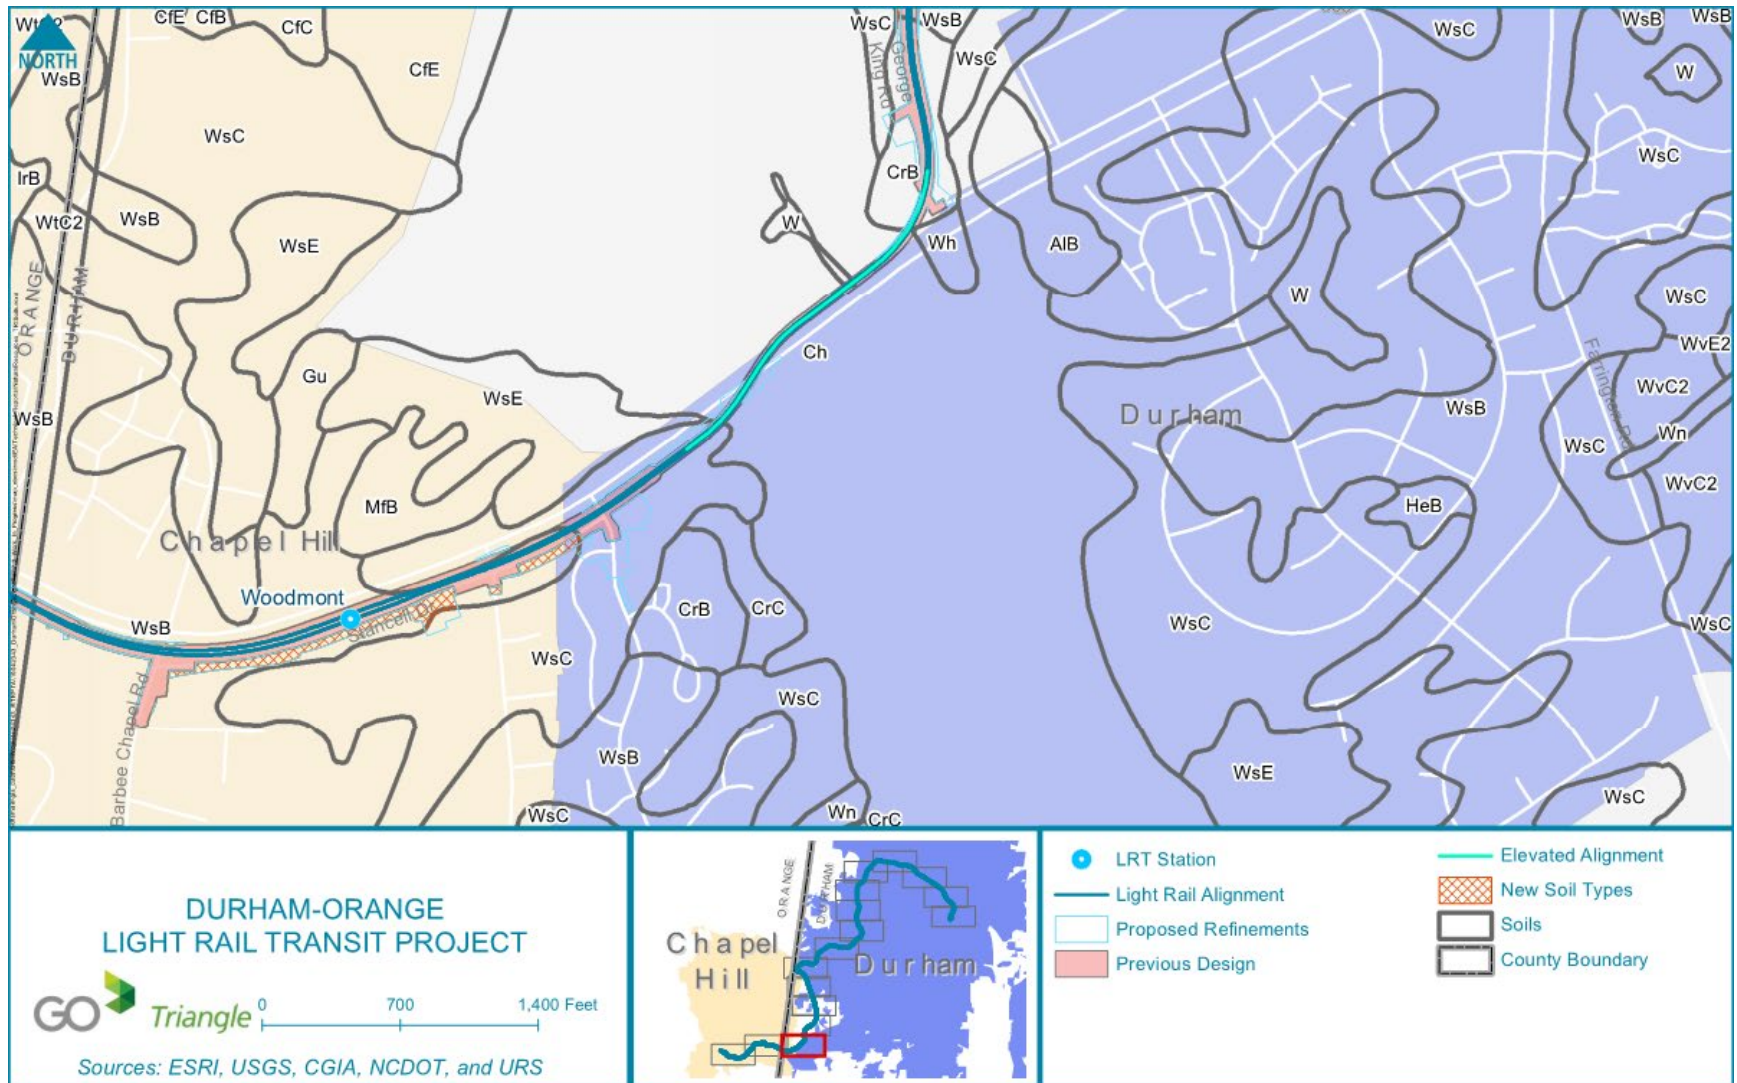 WtC2
CfE
CfB
CfC
WsC
WsB
WsC
WsB
WsB
NORTH
WsB
CfE
King Rd
George
WsC
W
WsC
WsC
IrB
CrB
WtC2
WsB
WsE
W
Wh
AlB
W
WsC
ORANGE
DURHAM
Ch
WvE2
Gu
WsE
WvC2
Farrington Rd
WsB
Durham
WsB
WsC
Wn
WvC2
MfB
HeB
Chapel Hill
Woodmont
WsB
Stancell Dr
CrB
CrC
WsC
WsC
WsC
WsC
Barbee Chapel Rd
WsB
WsE
WsC
WsC
Wn
CrC
DURHAM-ORANGE
LIGHT RAIL TRANSIT PROJECT
GO Triangle
0 700 1,400 Feet
Sources: ESRI, USGS, CGIA, NCDOT, and URS
ORANGE
DURHAM
Chapel
Hill
Durham
LRT Station
Light Rail Alignment
Proposed Refinements
Previous Design
Elevated Alignment
New Soil Types
Soils
County Boundary